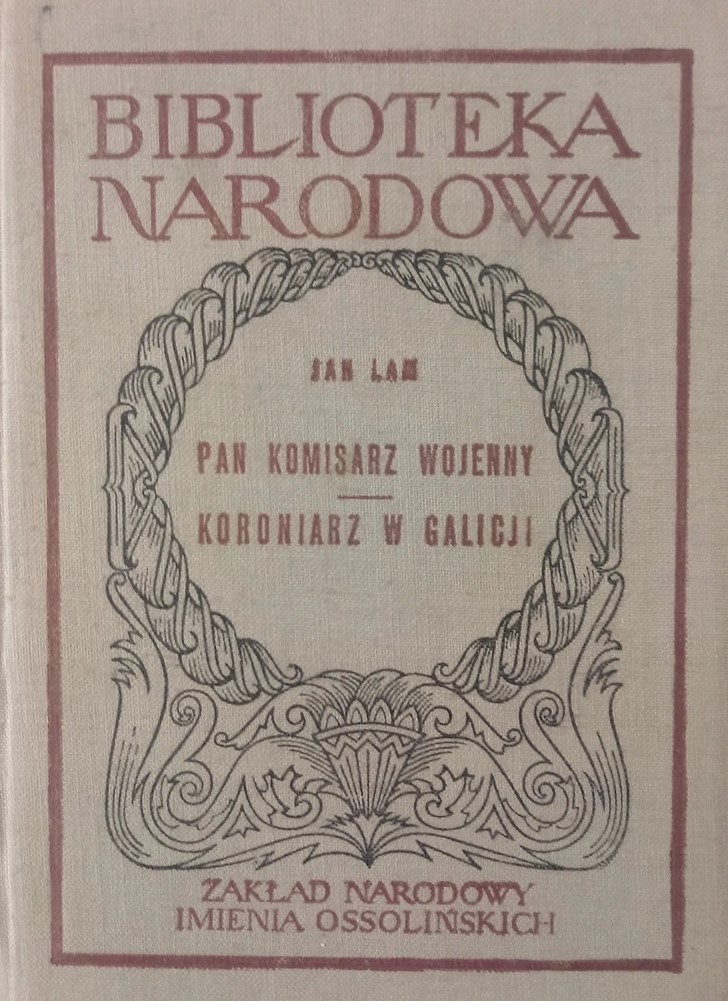 BIBLIOTEKA
NARODOWA
JAN LAM
PAN KOMISARZ WOJENNY
KORONIARZ W GALICJI
ZAKŁAD NARODOWY
IMIENIA OSSOLIŃSKICH